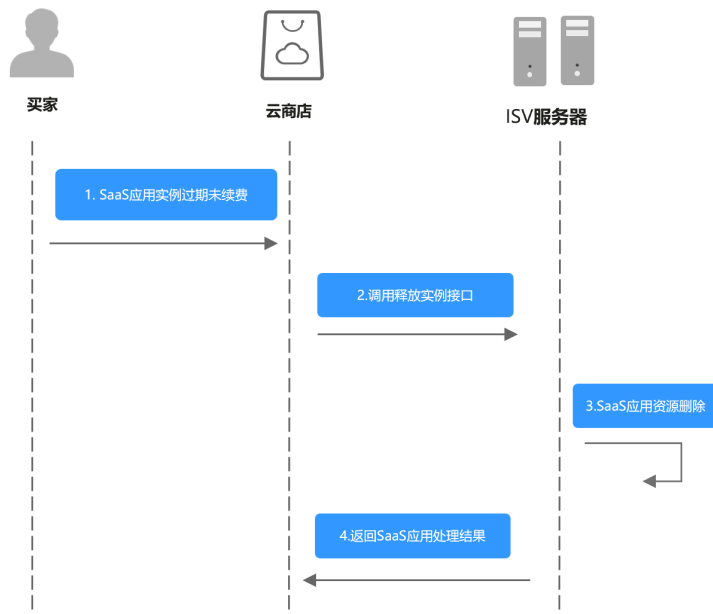 买家
云商店
ISV服务器
1. SaaS应用实例过期未续费
2.调用释放实例接口
3.SaaS应用资源删除
4.返回SaaS应用处理结果